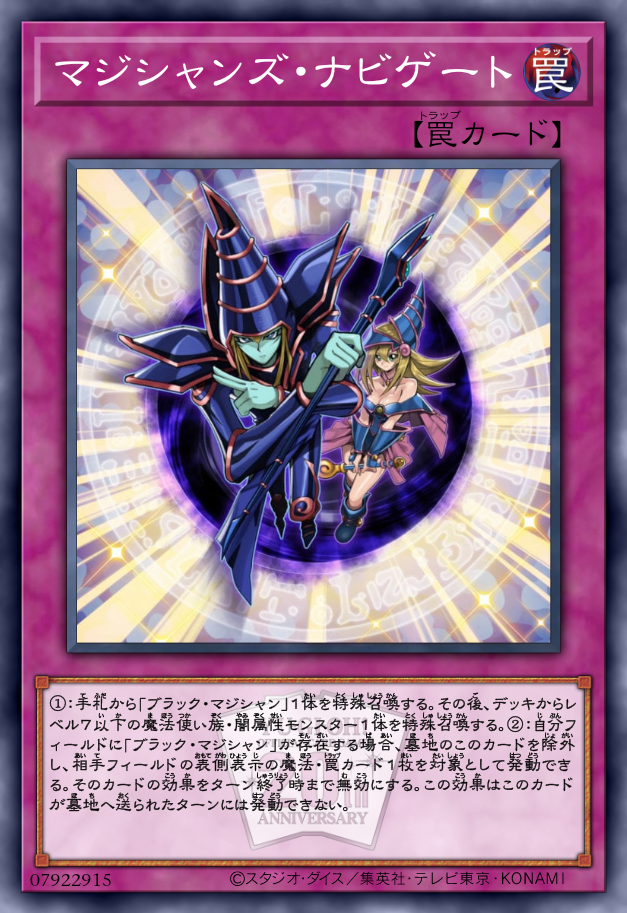 マジシャンズ・ナビゲート 罠
【罠カード】
①:手札から「ブラック・マジシャン」1体を特殊召喚する。その後、デッキからレ
ベル7以下の魔法使い族・闇属性モンスター1体を特殊召喚する。②:自分フ
ィールドに「ブラック・マジシャン」が存在する場合、墓地のこのカードを除外
し、相手フィールドの表側表示の魔法・罠カード1枚を対象として発動でき
る。そのカードの効果をターン終了時まで無効にする。この効果はこのカード
が墓地へ送られたターンには発動できない。
ANNIVERSARY
07922915 ©スタジオ・ダイス/集英社・テレビ東京・KONAMI